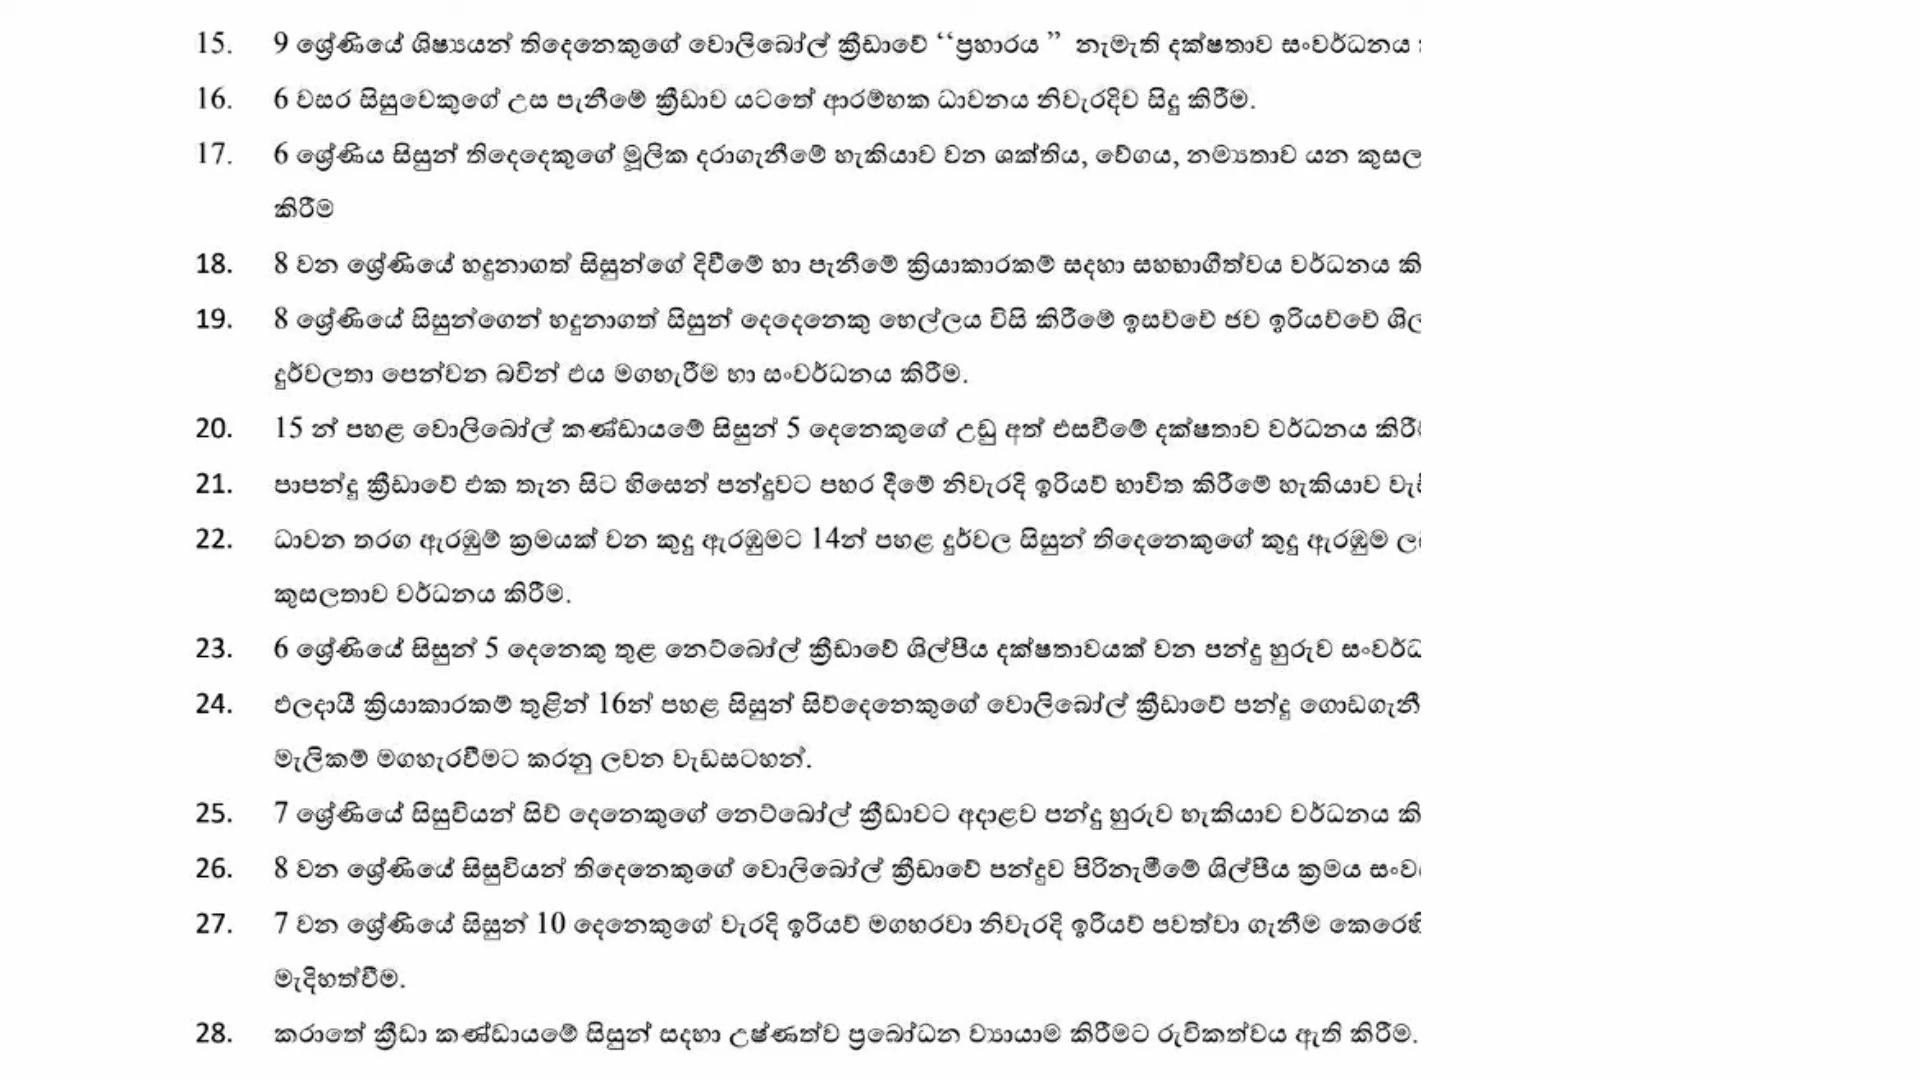 15. 9 ශ්‍රේණියේ ශිෂ්‍යයන් තිදෙනෙකුගේ වොලිබෝල් ක්‍රීඩාවේ ‘‘ප්‍රහාරය ” නැමැති දක්ෂතාව සංවර්ධනය
16. 6 වසර සිසුවෙකුගේ උස පැනීමේ ක්‍රීඩාව යටතේ ආරම්භක ධාවනය නිවැරදිව සිදු කිරීම.
17. 6 ශ්‍රේණිය සිසුන් තිදෙදෙකුගේ මූලික දරාගැනීමේ හැකියාව වන ශක්තිය, වේගය, නම්‍යතාව යන කුසල
කිරීම
18. 8 වන ශ්‍රේණියේ හදුනාගත් සිසුන්ගේ දිවීමේ හා පැනීමේ ක්‍රියාකාරකම් සදහා සහභාගීත්වය වර්ධනය කි
19. 8 ශ්‍රේණියේ සිසුන්ගෙන් හදුනාගත් සිසුන් දෙදෙනෙකු හෙල්ලය විසි කිරීමේ ඉසව්වේ ජව ඉරියව්වේ
දුර්වලතා පෙන්වන බවින් එය මගහැරීම හා සංවර්ධනය කිරීම.
20. 15 න් පහළ වොලිබෝල් කණ්ඩායමේ සිසුන් 5 දෙනෙකුගේ උඩු අත් එසවීමේ දක්ෂතාව වර්ධනය
21. පාපන්දු ක්‍රීඩාවේ එක තැන සිට හිසෙන් පන්දුවට පහර දීමේ නිවැරදි ඉරියව් භාවිත කිරීමේ හැකියාව
22. ධාවන තරග ඇරඹුම් ක්‍රමයක් වන කුදු ඇරඹුමට 14න් පහළ දුර්වල සිසුන් තිදෙනෙකුගේ කුදු ඇරඹුම
කුසලතාව වර්ධනය කිරීම.
23. 6 ශ්‍රේණියේ සිසුන් 5 දෙනෙකු තුළ නෙට්බෝල් ක්‍රීඩාවේ ශිල්පීය දක්ෂතාවයක් වන පන්දු හුරුව සංවර්ධ
24. ඵලදායී ක්‍රියාකාරකම් තුළින් 16න් පහළ සිසුන් සිව්දෙනෙකුගේ වොලිබෝල් ක්‍රීඩාවේ පන්දු ගොඩගැනී
මැලිකම් මගහැරවීමට කරනු ලවන වැඩසටහන්.
25. 7 ශ්‍රේණියේ සිසුවියන් සිව් දෙනෙකුගේ නෙට්බෝල් ක්‍රීඩාවට අදාළව පන්දු හුරුව හැකියාව වර්ධනය කි
26. 8 වන ශ්‍රේණියේ සිසුවියන් තිදෙනෙකුගේ වොලිබෝල් ක්‍රීඩාවේ පන්දුව පිරිනැමීමේ ශිල්පීය ක්‍රමය
27. 7 වන ශ්‍රේණියේ සිසුන් 10 දෙනෙකුගේ වැරදි ඉරියව් මගහරවා නිවැරදි ඉරියව් පවත්වා ගැනීම
මැදිහත්වීම.
28. කරාතේ ක්‍රීඩා කණ්ඩායමේ සිසුන් සදහා උෂ්ණත්ව ප්‍රබෝධන ව්‍යායාම කිරීමට රුචිකත්වය ඇති කිරීම.